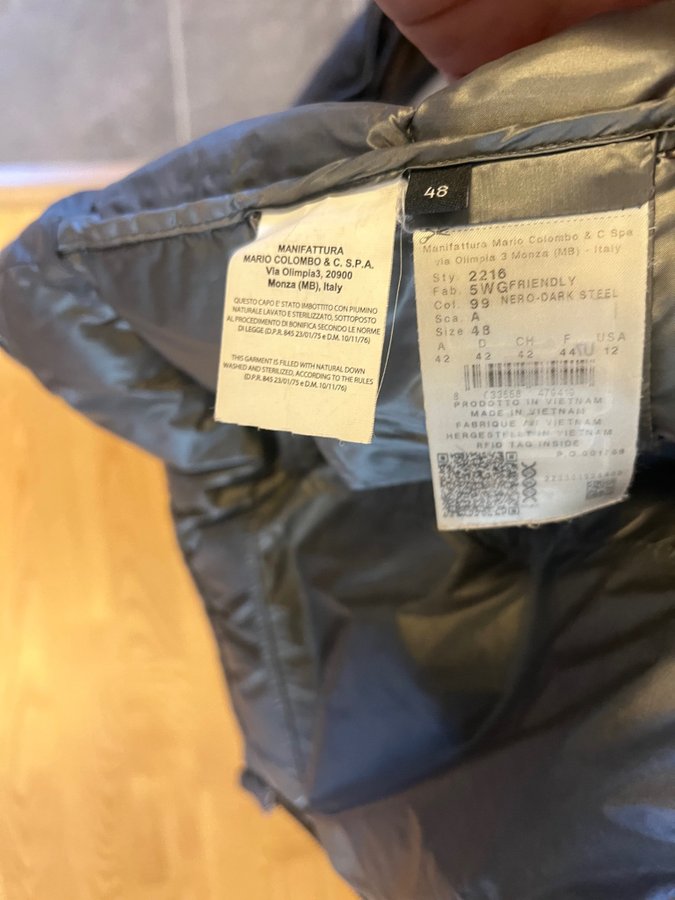 48
MANIFATTURA
MARIO COLOMBO & C. S.P.A.
Via Olimpia3, 20900
Monza (MB), Italy
QUESTO CAPO E' STATO IMBOTTITO CON PIUMINO
NATURALE LAVATO E STERILIZZATO, SOTTOPOSTO
AL PROCEDIMENTO DI BONIFICA SECONDO LE NORME
DI LEGGE (D.P.R. 845 23/01/75 e D.M. 10/11/76)
THIS GARMENT IS FILLED WITH NATURAL DOWN
WASHED AND STERILIZED, ACCORDING TO THE RULES
(D.P.R. 845 23/01/75 e D.M. 10/11/76)
Manifattura Mario Colombo & C Spa
via Olimpia 3 Monza (MB) - Italy
Sty. 2216
Fab. 5WGFRIENDLY
Col. 99 NERO-DARK STEEL
Sca. A
Size 48
A D CH F USA
42 42 42 44 12
PRODOTTO IN VIETNAM
MADE IN VIETNAM
FABRIQUE AU VIETNAM
HERGESTELLT IN VIETNAM
RFID TAG INSIDE